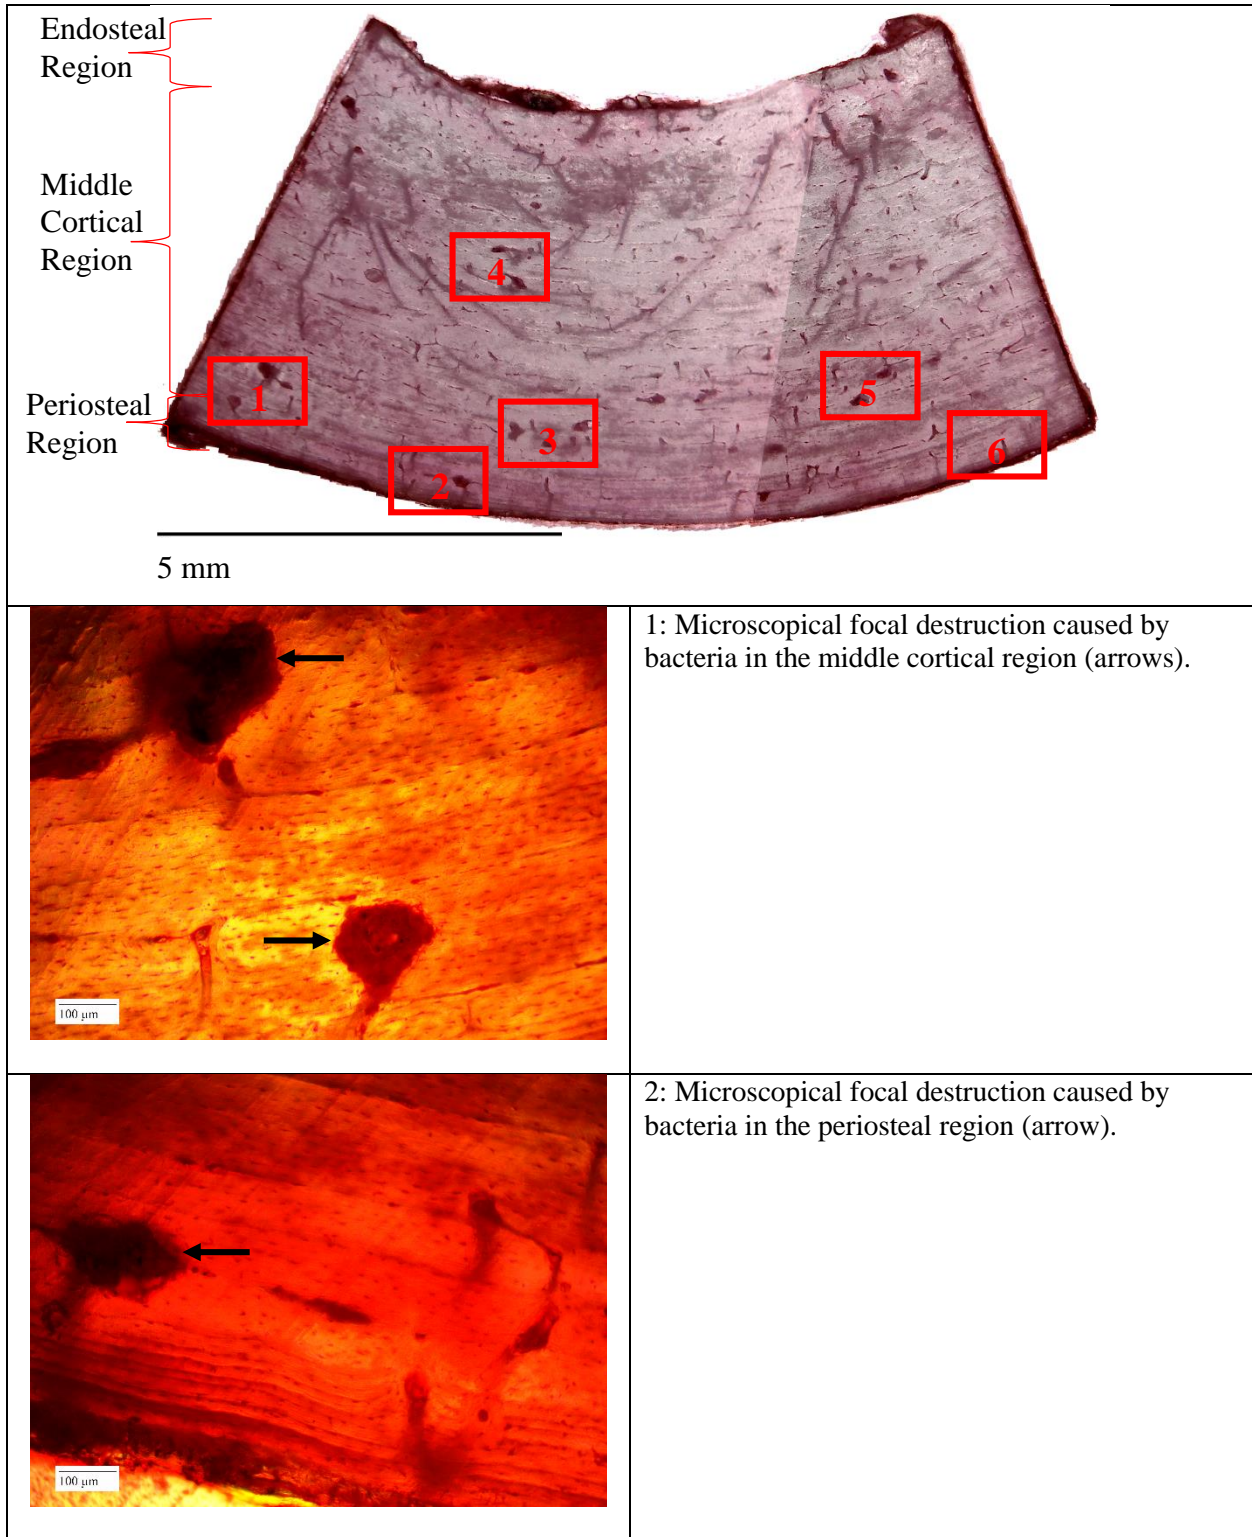 Endosteal
Region
Middle
Cortical
Region
Periosteal
Region
4
1
5
3
6
2
5 mm
1: Microscopical focal destruction caused by
bacteria in the middle cortical region (arrows).
100 µm
2: Microscopical focal destruction caused by
bacteria in the periosteal region (arrow).
100 µm